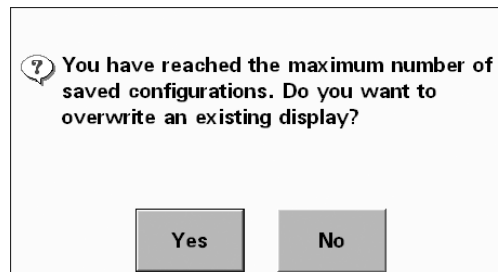 ? You have reached the maximum number of
saved configurations. Do you want to
overwrite an existing display?
Yes No